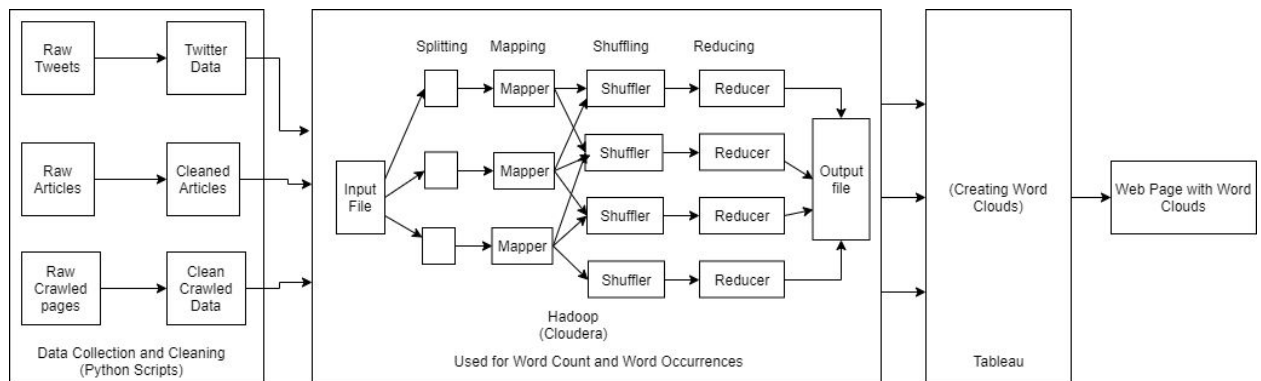 Raw
Tweets
Twitter
Data
Raw
Articles
Cleaned
Articles
Raw
Crawled
pages
Clean
Crawled
Data
Data Collection and Cleaning
(Python Scripts)
Splitting
Mapping
Shuffling
Reducing
Input
File
Mapper
Shuffler
Reducer
Mapper
Shuffler
Reducer
Mapper
Shuffler
Reducer
Shuffler
Reducer
Output
file
Hadoop
(Cloudera)
Used for Word Count and Word Occurrences
(Creating Word
Clouds)
Tableau
Web Page with Word
Clouds